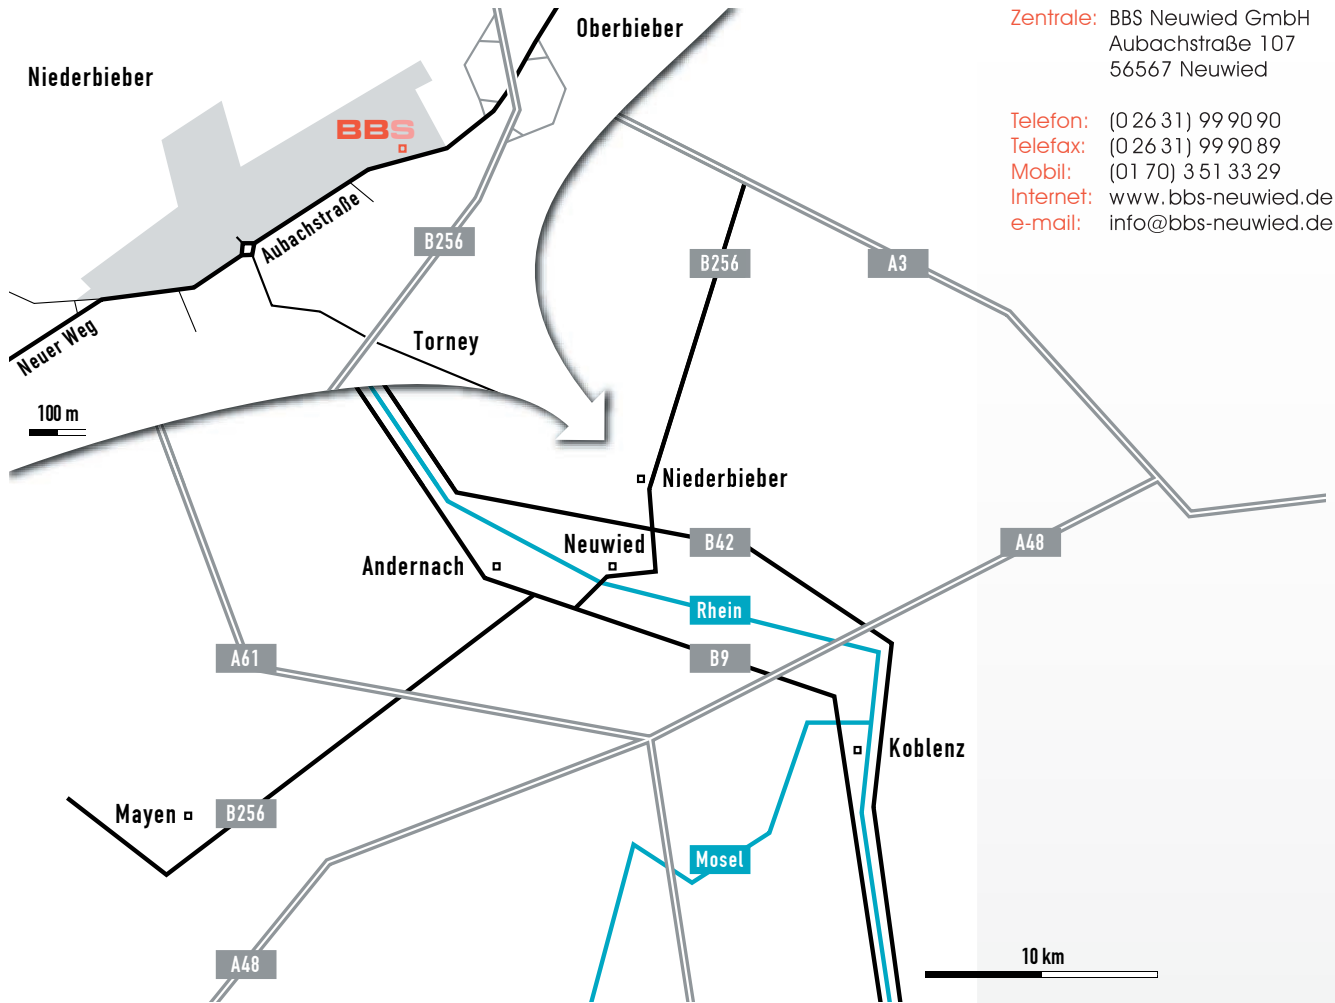 Zentrale: BBS Neuwied GmbH
Aubachstraße 107
56567 Neuwied
Telefon: (0 26 31) 99 90 90
Telefax: (0 26 31) 99 90 89
Mobil: (01 70) 3 51 33 29
Internet: www.bbs-neuwied.de
e-mail: info@bbs-neuwied.de
Oberbieber
Niederbieber
BBS
Aubachstraße
B256
B256
A3
Neuer Weg
Torney
100 m
Niederbieber
Neuwied
B42
A48
Andernach
Rhein
A61
B9
Koblenz
Mayen
B256
Mosel
A48
10 km